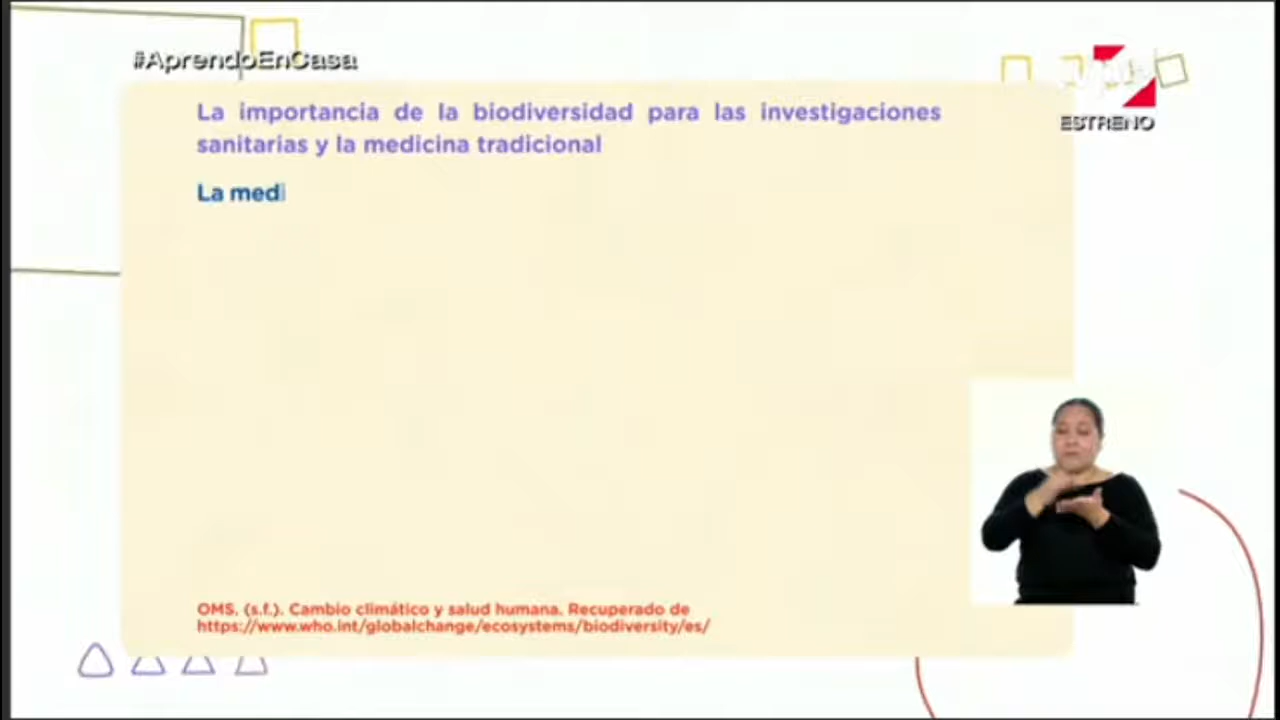 #AprendoEnCasa
ESTRENO
La importancia de la biodiversidad para las investigaciones
sanitarias y la medicina tradicional
La medi
OMS. (s.f.). Cambio climático y salud humana. Recuperado de
https://www.who.int/globalchange/ecosystems/biodiversity/es/